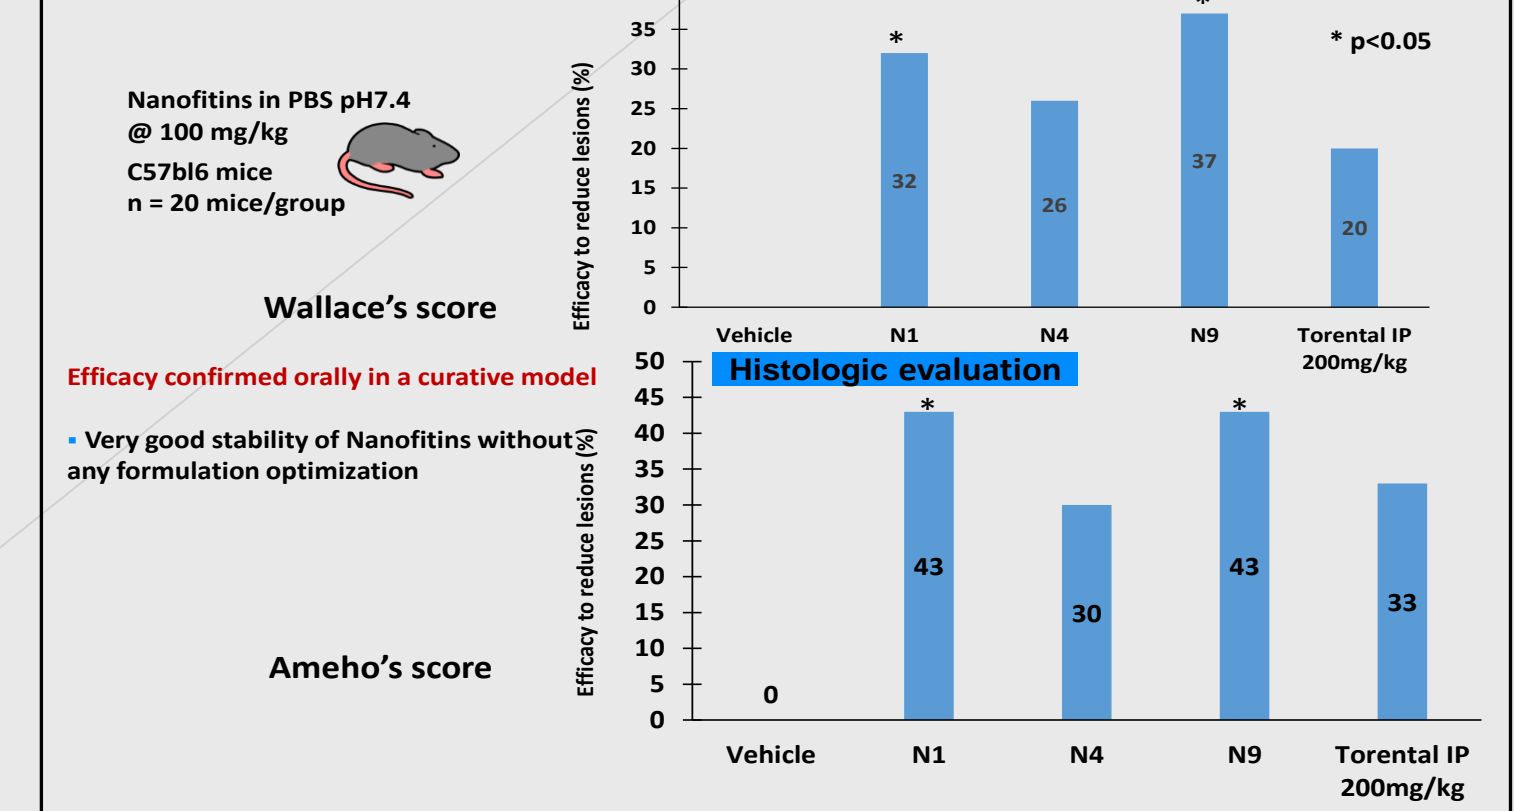 Nanofitins in PBS pH7.4
@ 100 mg/kg
C57bl6 mice
n = 20 mice/group
Wallace’s score
Efficacy confirmed orally in a curative model
▪ Very good stability of Nanofitins without
any formulation optimization
Ameho’s score
Efficacy to reduce lesions (%)
35
30
25
20
15
10
5
0
*
*
* p<0.05
32
26
37
20
Vehicle
N1
N4
N9
Torental IP
200mg/kg
Histologic evaluation
Efficacy to reduce lesions (%)
50
45
40
35
30
25
20
15
10
5
0
*
*
0
43
30
43
33
Vehicle
N1
N4
N9
Torental IP
200mg/kg